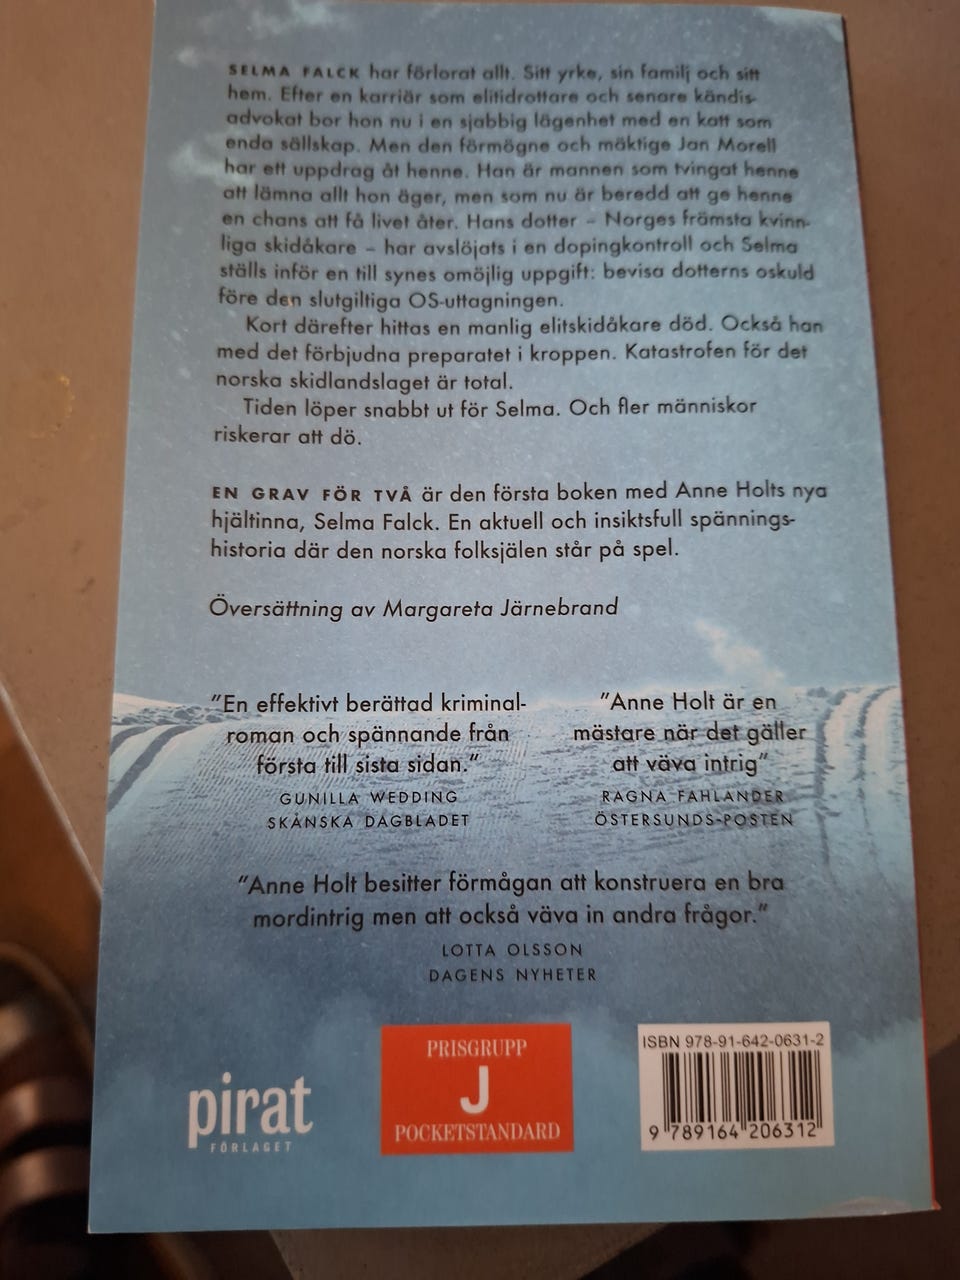 SELMA FALCK har förlorat allt. Sitt yrke, sin familj och sitt
hem. Efter en karriär som elitidrottare och senare kändis-
advokat bor hon nu i en sjabbig lägenhet med en katt som
enda sällskap. Men den förmögne och mäktige Jan Morell
har ett uppdrag åt henne. Han är mannen som tvingat henne
att lämna allt hon äger, men som nu är beredd att ge henne
en chans att få livet åter. Hans dotter – Norges främsta kvinn-
liga skidåkare – har avslöjats i en dopingkontroll och Selma
ställs inför en till synes omöjlig uppgift: bevisa dotterns oskuld
före den slutgiltiga OS-uttagningen.
Kort därefter hittas en manlig elitskidåkare död. Också han
med det förbjudna preparatet i kroppen. Katastrofen för det
norska skidlandslaget är total.
Tiden löper snabbt ut för Selma. Och fler människor
riskerar att dö.
EN GRAV FÖR TVÅ är den första boken med Anne Holts nya
hjältinna, Selma Falck. En aktuell och insiktsfull spännings-
historia där den norska folksjälen står på spel.
Översättning av Margareta Järnebrand
"En effektivt berättad kriminal-
roman och spännande från
första till sista sidan."
GUNILLA WEDDING
SKÅNSKA DAGBLADET
"Anne Holt är en
mästare när det gäller
att väva intrig"
RAGNA FAHLANDER
ÖSTERSUNDS-POSTEN
"Anne Holt besitter förmågan att konstruera en bra
mordintrig men att också väva in andra frågor."
LOTTA OLSSON
DAGENS NYHETER
pirat
FÖRLAGET
PRISGRUPP
J
POCKETSTANDARD
ISBN 978-91-642-0631-2
9 789164 206312